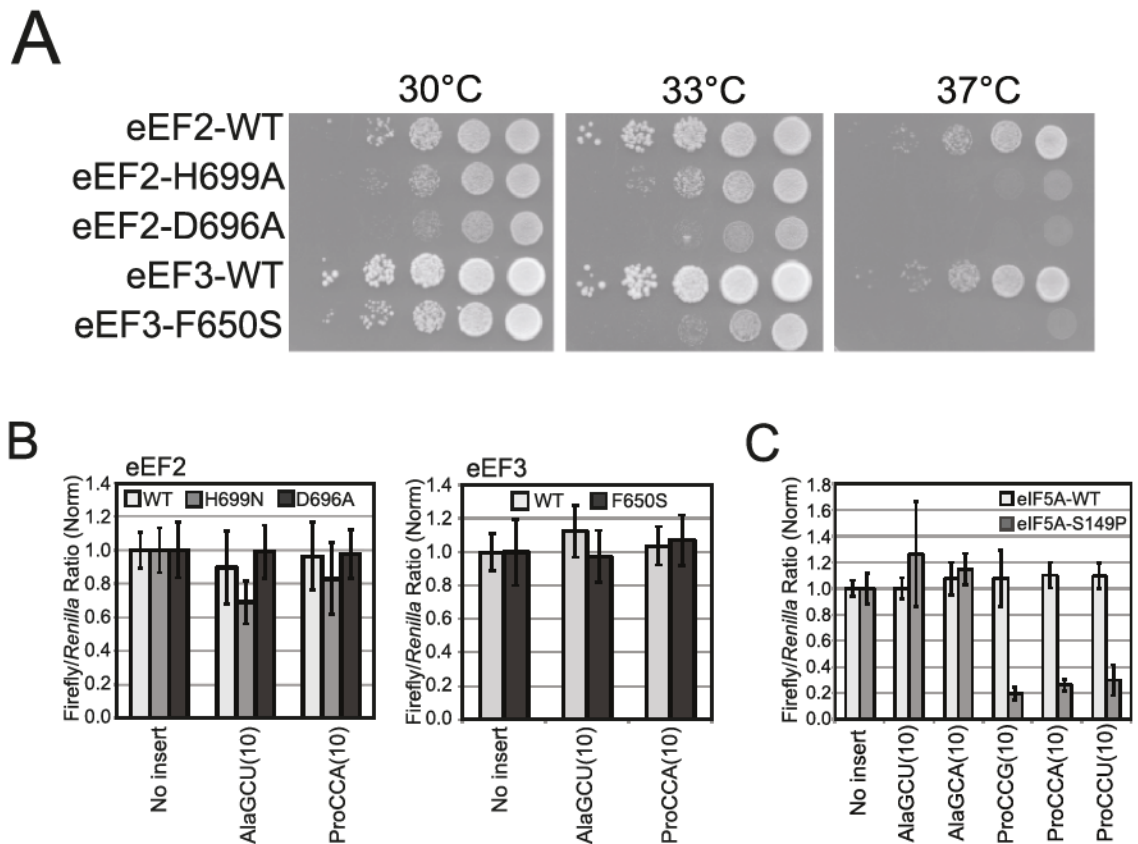 A
30°C 33°C 37°C
eEF2-WT
eEF2-H699A
eEF2-D696A
eEF3-WT
eEF3-F650S
B
eEF2
Firefly/Renilla Ratio (Norm)
1.4
1.2
1.0
0.8
0.6
0.4
0.2
0.0
WT H699N D696A
No insert
AlaGCU(10)
ProCCA(10)
eEF3
Firefly/Renilla Ratio (Norm)
1.4
1.2
1.0
0.8
0.6
0.4
0.2
0.0
WT F650S
No insert
AlaGCU(10)
ProCCA(10)
C
Firefly/Renilla Ratio (Norm)
1.8
1.6
1.4
1.2
1.0
0.8
0.6
0.4
0.2
0.0
eIF5A-WT
eIF5A-S149P
No insert
AlaGCU(10)
AlaGCA(10)
ProCCG(10)
ProCCA(10)
ProCCU(10)